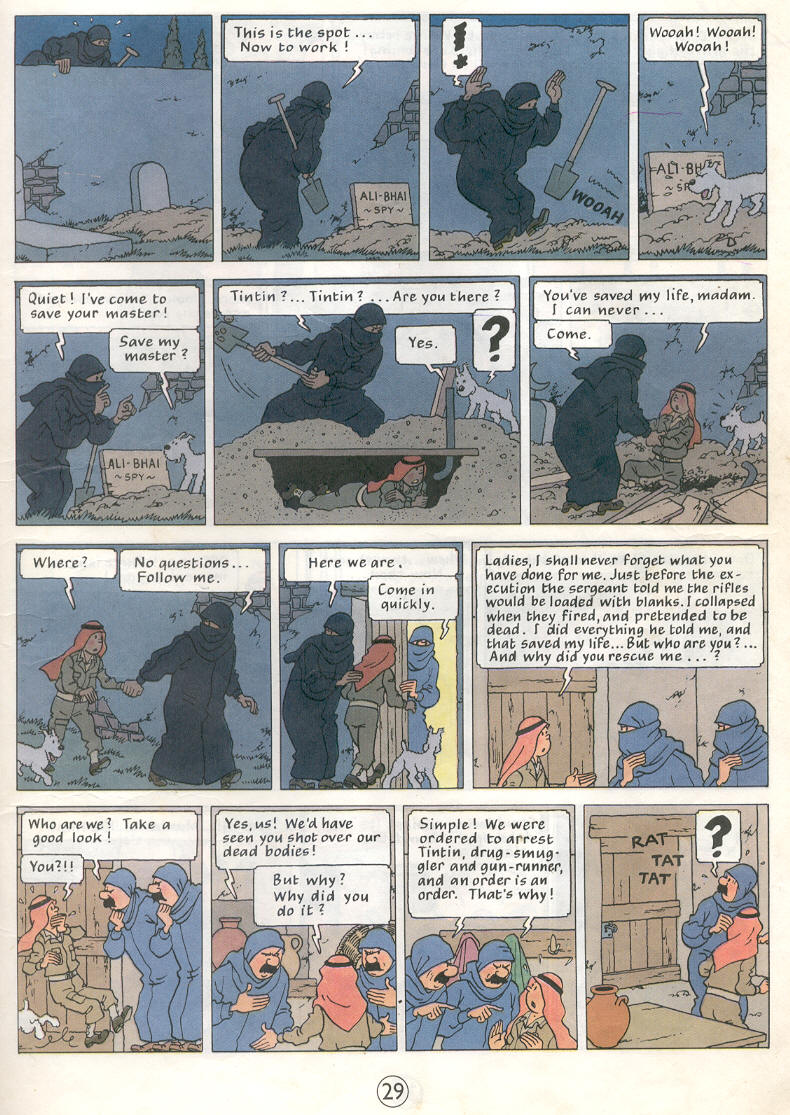 This is the spot ...
Now to work !
ALI-BHAI
~SPY~
!
*
WOOAH
Wooah! Wooah!
Wooah!
ALI-BH
~SP
Quiet! I've come to
save your master!
Save my
master ?
ALI-BHAI
~SPY~
Tintin ?... Tintin ? ... Are you there ?
Yes.
?
You've saved my life, madam.
I can never ...
Come.
Where?
No questions...
Follow me.
Here we are.
Come in
quickly.
Ladies, I shall never forget what you
have done for me. Just before the ex-
ecution the sergeant told me the rifles
would be loaded with blanks. I collapsed
when they fired, and pretended to be
dead. I did everything he told me, and
that saved my life... But who are you?...
And why did you rescue me ... ?
Who are we? Take a
good look!
You?!!
Yes, us! We'd have
seen you shot over our
dead bodies!
But why?
Why did you
do it ?
Simple! We were
ordered to arrest
Tintin, drug-smug-
gler and gun-runner,
and an order is an
order. That's why!
RAT
TAT
TAT
?
29